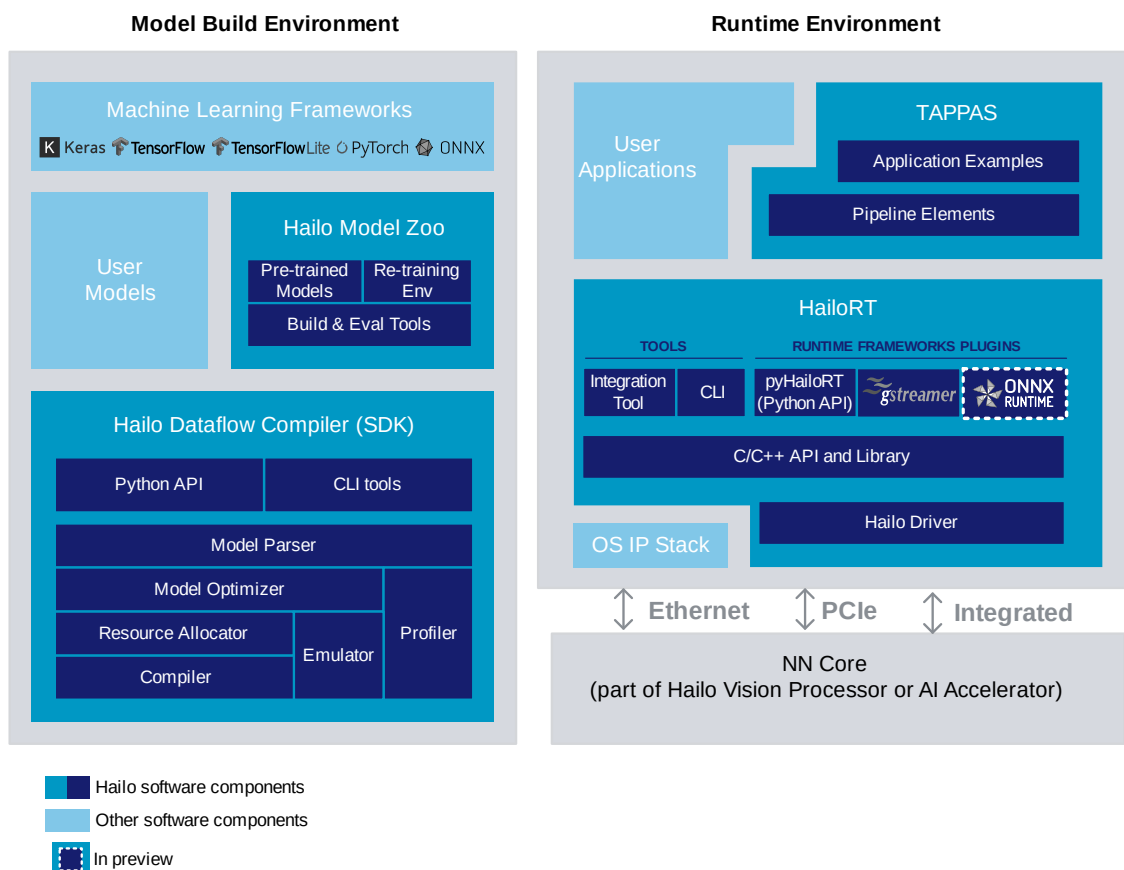 Model Build Environment
Machine Learning Frameworks
K Keras TensorFlow TensorFlow Lite PyTorch ONNX
User
Models
Hailo Model Zoo
Pre-trained
Models
Re-training
Env
Build & Eval Tools
Hailo Dataflow Compiler (SDK)
Python API
CLI tools
Model Parser
Model Optimizer
Resource Allocator
Compiler
Emulator
Profiler
Runtime Environment
User
Applications
TAPPAS
Application Examples
Pipeline Elements
HailoRT
TOOLS
RUNTIME FRAMEWORKS PLUGINS
Integration
Tool
CLI
pyHailoRT
(Python API)
gstreamer
ONNX
RUNTIME
C/C++ API and Library
Hailo Driver
OS IP Stack
Ethernet
PCIe
Integrated
NN Core
(part of Hailo Vision Processor or AI Accelerator)
Hailo software components
Other software components
In preview